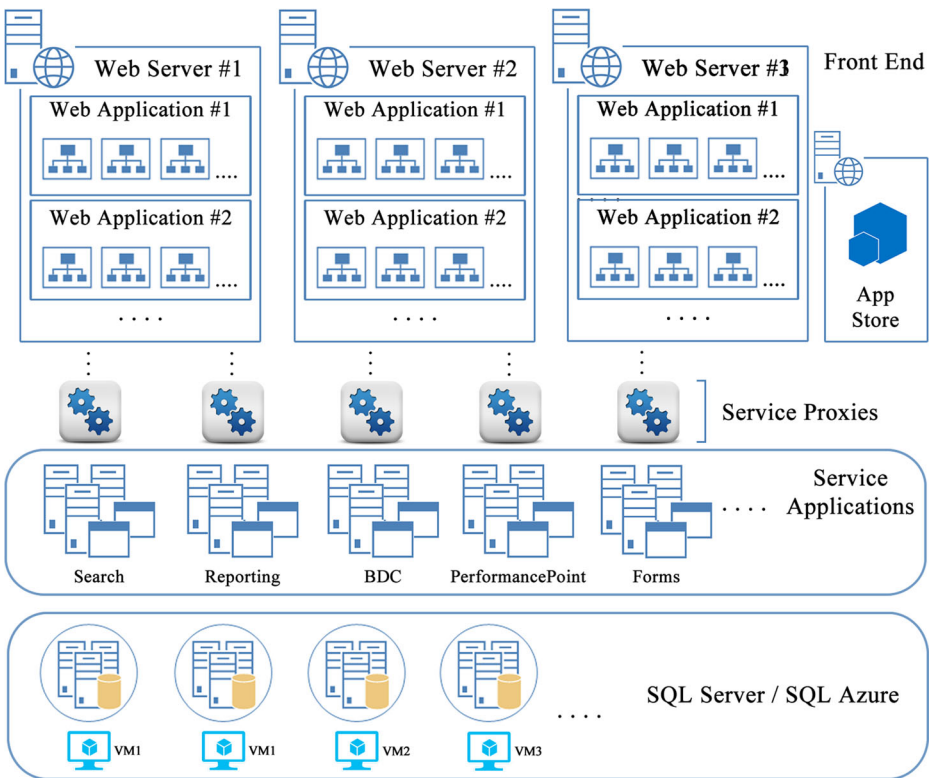 Web Server #1
Web Server #2
Web Server #3
Front End
Web Application #1
Web Application #1
Web Application #1
....
....
....
Web Application #2
Web Application #2
Web Application #2
....
....
....
....
....
....
App
Store
Service Proxies
Service
Applications
....
Search
Reporting
BDC
PerformancePoint
Forms
SQL Server / SQL Azure
....
VM1
VM1
VM2
VM3